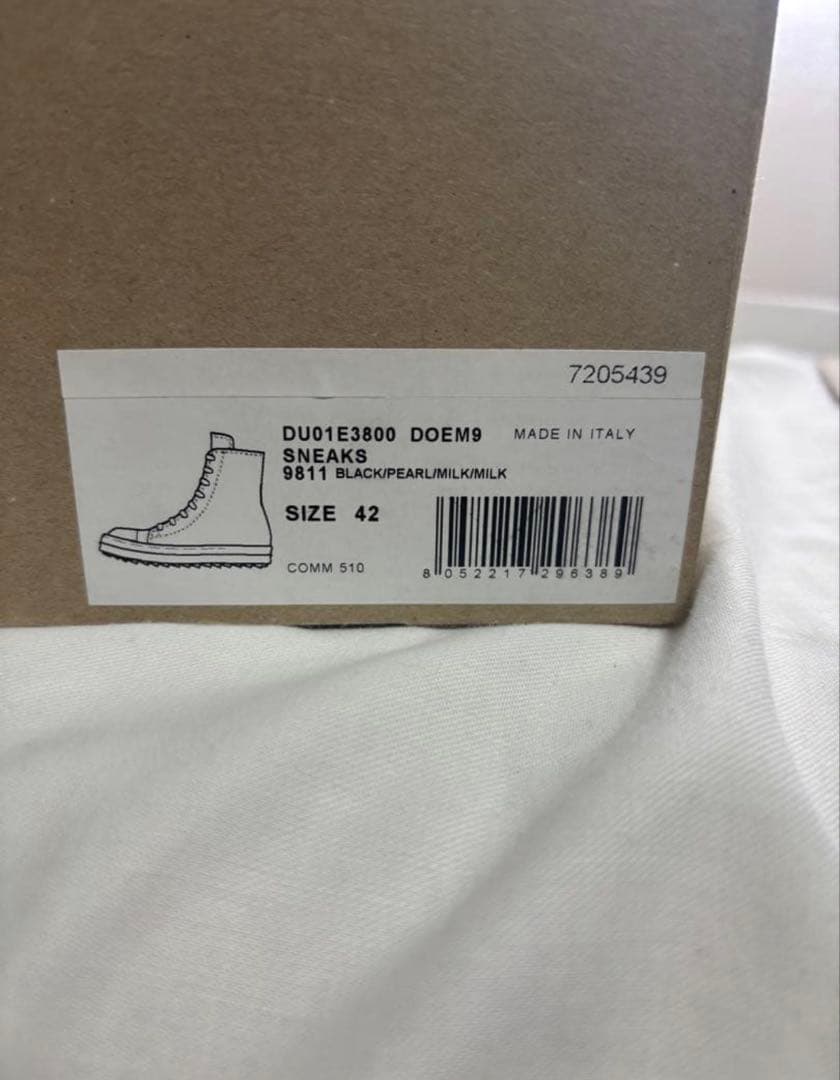 7205439
DU01E3800 DOEM9 MADE IN ITALY
SNEAKS
9811 BLACK/PEARL/MILK/MILK
SIZE 42
COMM 510
8 052217 296389